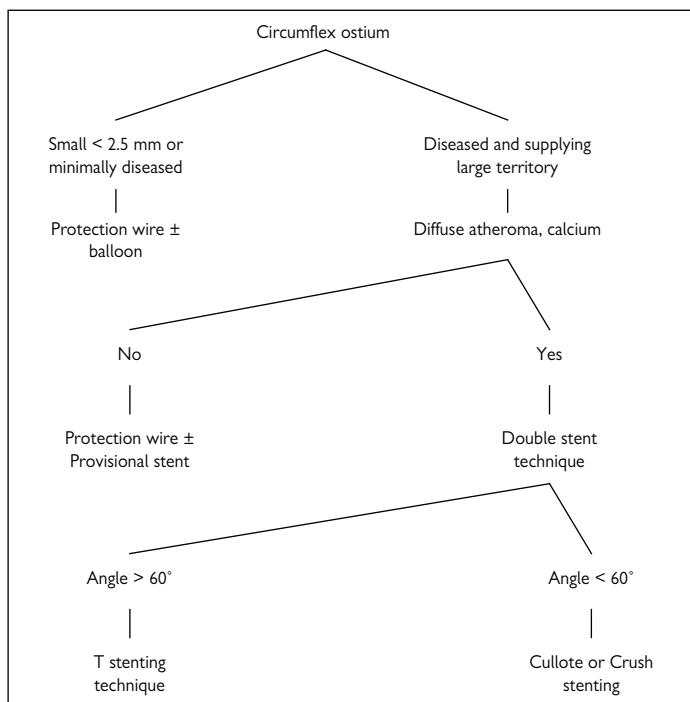 Circumflex ostium
Small < 2.5 mm or
minimally diseased
Diseased and supplying
large territory
Protection wire ±
balloon
Diffuse atheroma, calcium
No
Yes
Protection wire ±
Provisional stent
Double stent
technique
Angle > 60˚
Angle < 60˚
T stenting
technique
Cullote or Crush
stenting